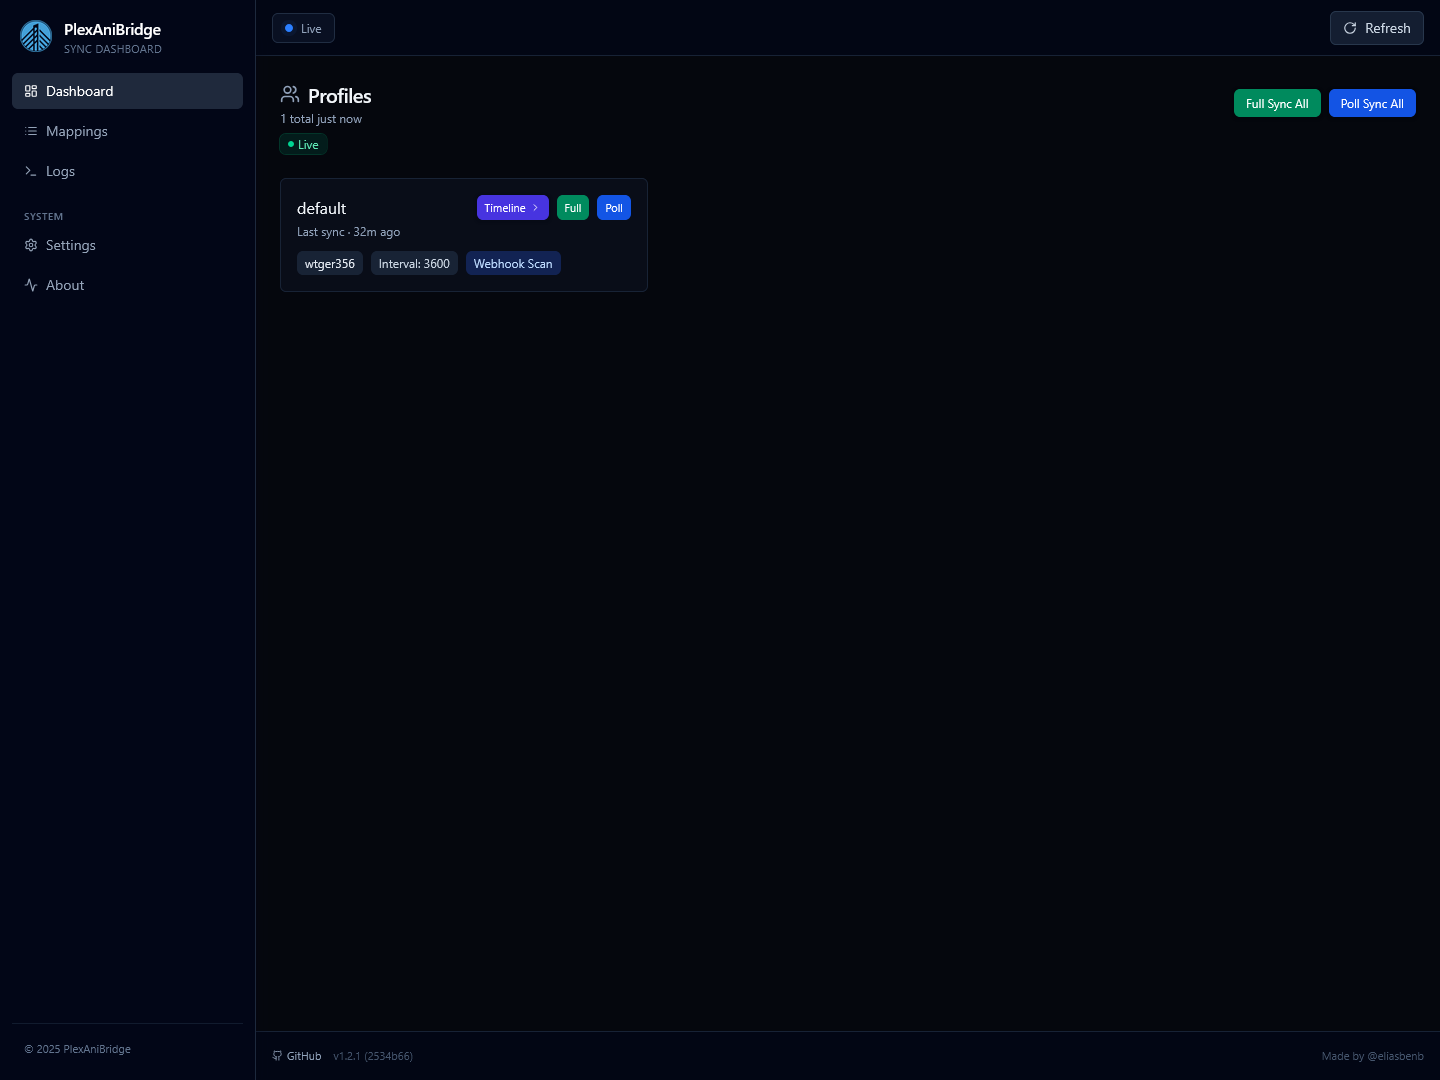 PlexAniBridge
SYNC DASHBOARD
Dashboard
Mappings
Logs
SYSTEM
Settings
About
© 2025 PlexAniBridge
Live
Refresh
Profiles
1 total just now
Live
Full Sync All
Poll Sync All
default
Timeline
Full
Poll
Last sync · 32m ago
wtger356
Interval: 3600
Webhook Scan
GitHub
v1.2.1 (2534b66)
Made by @eliasbenb